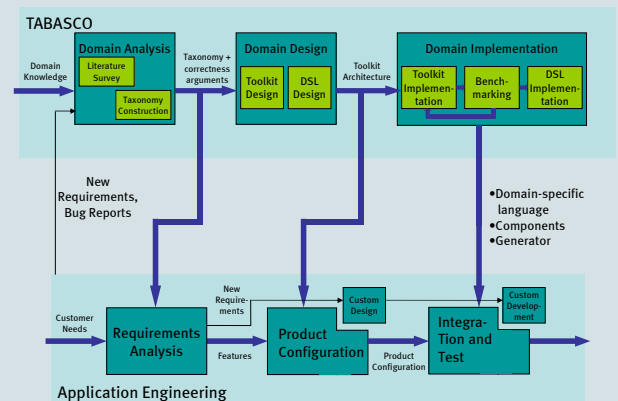 TABASCO
Domain
Knowledge
Domain Analysis
Literature
Survey
Taxonomy
Construction
Taxonomy +
correctness
arguments
Domain Design
Toolkit
Design
DSL
Design
Toolkit
Architecture
Domain Implementation
Toolkit
Implemen-
tation
Bench-
marking
DSL
Implemen-
tation
New
Requirements,
Bug Reports
•Domain-specific
language
•Components
•Generator
Customer
Needs
Requirements
Analysis
New
Require-
ments
Features
Custom
Design
Product
Configuration
Product
Configuration
Integra-
Tion and
Test
Custom
Develop-
ment
Application Engineering